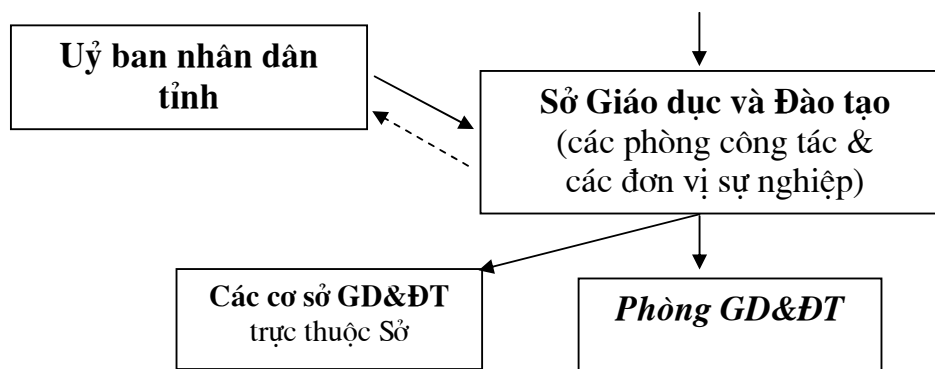 Uỷ ban nhân dân
tỉnh
Sở Giáo dục và Đào tạo
(các phòng công tác &
các đơn vị sự nghiệp)
Các cơ sở GD&ĐT
trực thuộc Sở
Phòng GD&ĐT